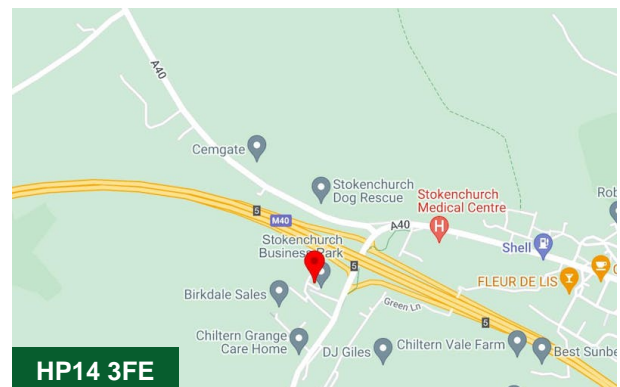 A40
Cemgate
Stokenchurch
Dog Rescue
Stokenchurch
Medical Centre
Rob
5
M40
A40
Stokenchurch
Business Park
Shell
5
FLEUR DE LIS
C
Birkdale Sales
Green Ln
5
Chiltern Grange
Care Home
DJ Giles
Chiltern Vale Farm
Best Sunbe
HP14 3FE